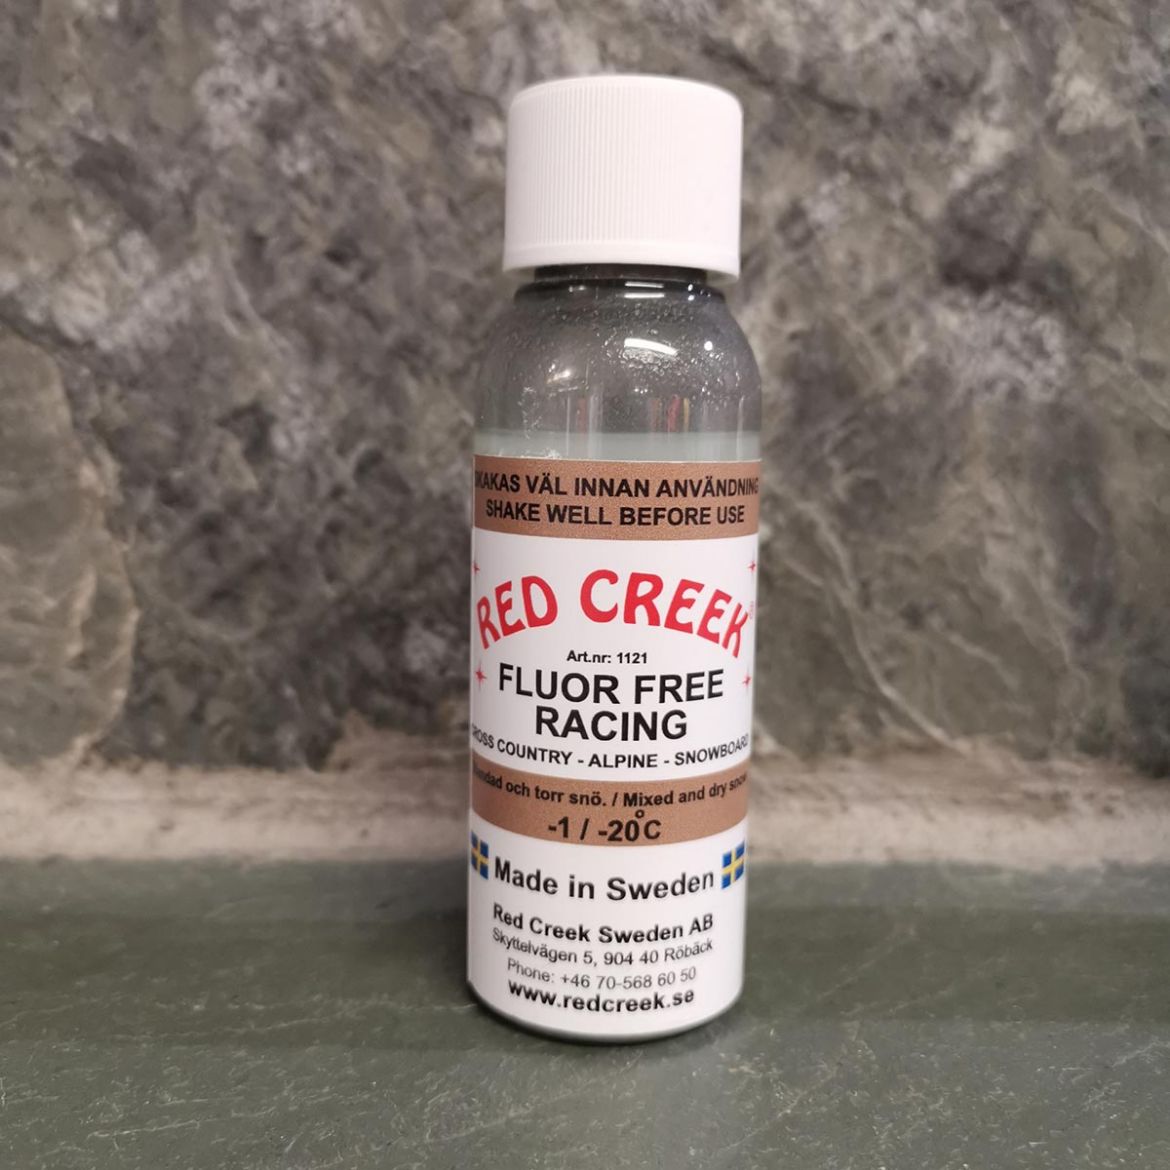 SKAKAS VÄL INNAN ANVÄNDNING
SHAKE WELL BEFORE USE
RED CREEK®
Art.nr: 1121
FLUOR FREE
RACING
CROSS COUNTRY - ALPINE - SNOWBOARD
Blandad och torr snö. / Mixed and dry snow.
-1 / -20°C
Made in Sweden
Red Creek Sweden AB
Skyttelvägen 5, 904 40 Röbäck
Phone: +46 70-568 60 50
www.redcreek.se